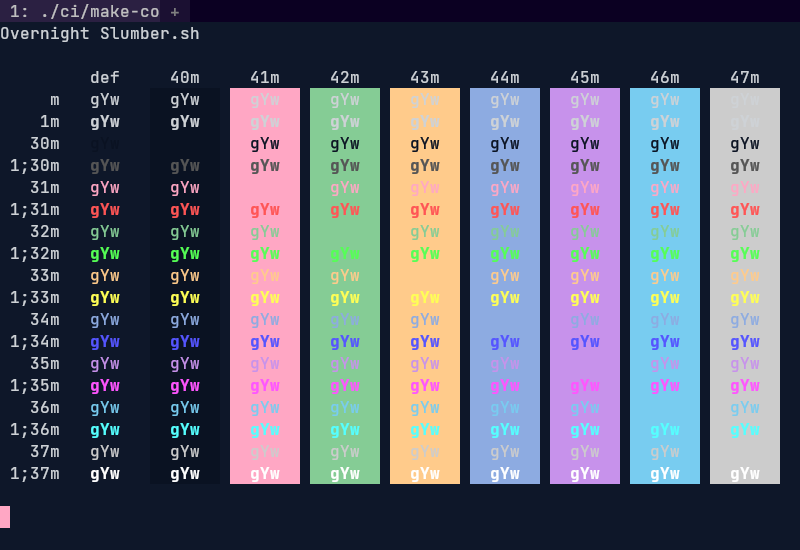 1: ./ci/make-co +
Overnight Slumber.sh
def 40m 41m 42m 43m 44m 45m 46m 47m
m gYw gYw gYw gYw gYw gYw gYw gYw gYw
1m gYw gYw gYw gYw gYw gYw gYw gYw gYw
30m gYw gYw gYw gYw gYw gYw gYw gYw
1;30m gYw gYw gYw gYw gYw gYw gYw gYw gYw
31m gYw gYw gYw gYw gYw gYw gYw gYw
1;31m gYw gYw gYw gYw gYw gYw gYw gYw gYw
32m gYw gYw gYw gYw gYw gYw gYw gYw
1;32m gYw gYw gYw gYw gYw gYw gYw gYw gYw
33m gYw gYw gYw gYw gYw gYw gYw gYw
1;33m gYw gYw gYw gYw gYw gYw gYw gYw gYw
34m gYw gYw gYw gYw gYw gYw gYw gYw
1;34m gYw gYw gYw gYw gYw gYw gYw gYw gYw
35m gYw gYw gYw gYw gYw gYw gYw gYw
1;35m gYw gYw gYw gYw gYw gYw gYw gYw gYw
36m gYw gYw gYw gYw gYw gYw gYw gYw
1;36m gYw gYw gYw gYw gYw gYw gYw gYw gYw
37m gYw gYw gYw gYw gYw gYw gYw gYw
1;37m gYw gYw gYw gYw gYw gYw gYw gYw gYw